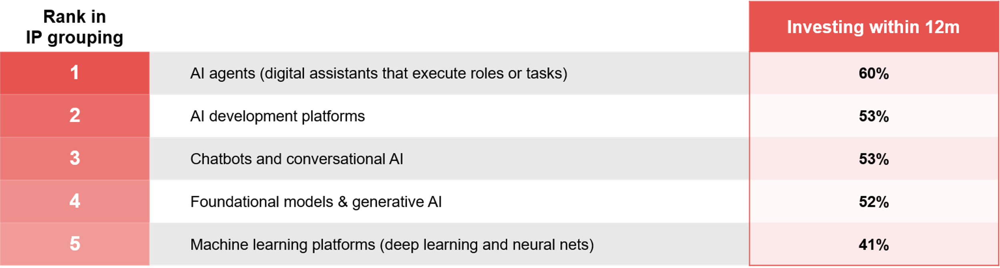 Rank in
IP grouping
Investing within 12m
1 AI agents (digital assistants that execute roles or tasks) 60%
2 AI development platforms 53%
3 Chatbots and conversational AI 53%
4 Foundational models & generative AI 52%
5 Machine learning platforms (deep learning and neural nets) 41%